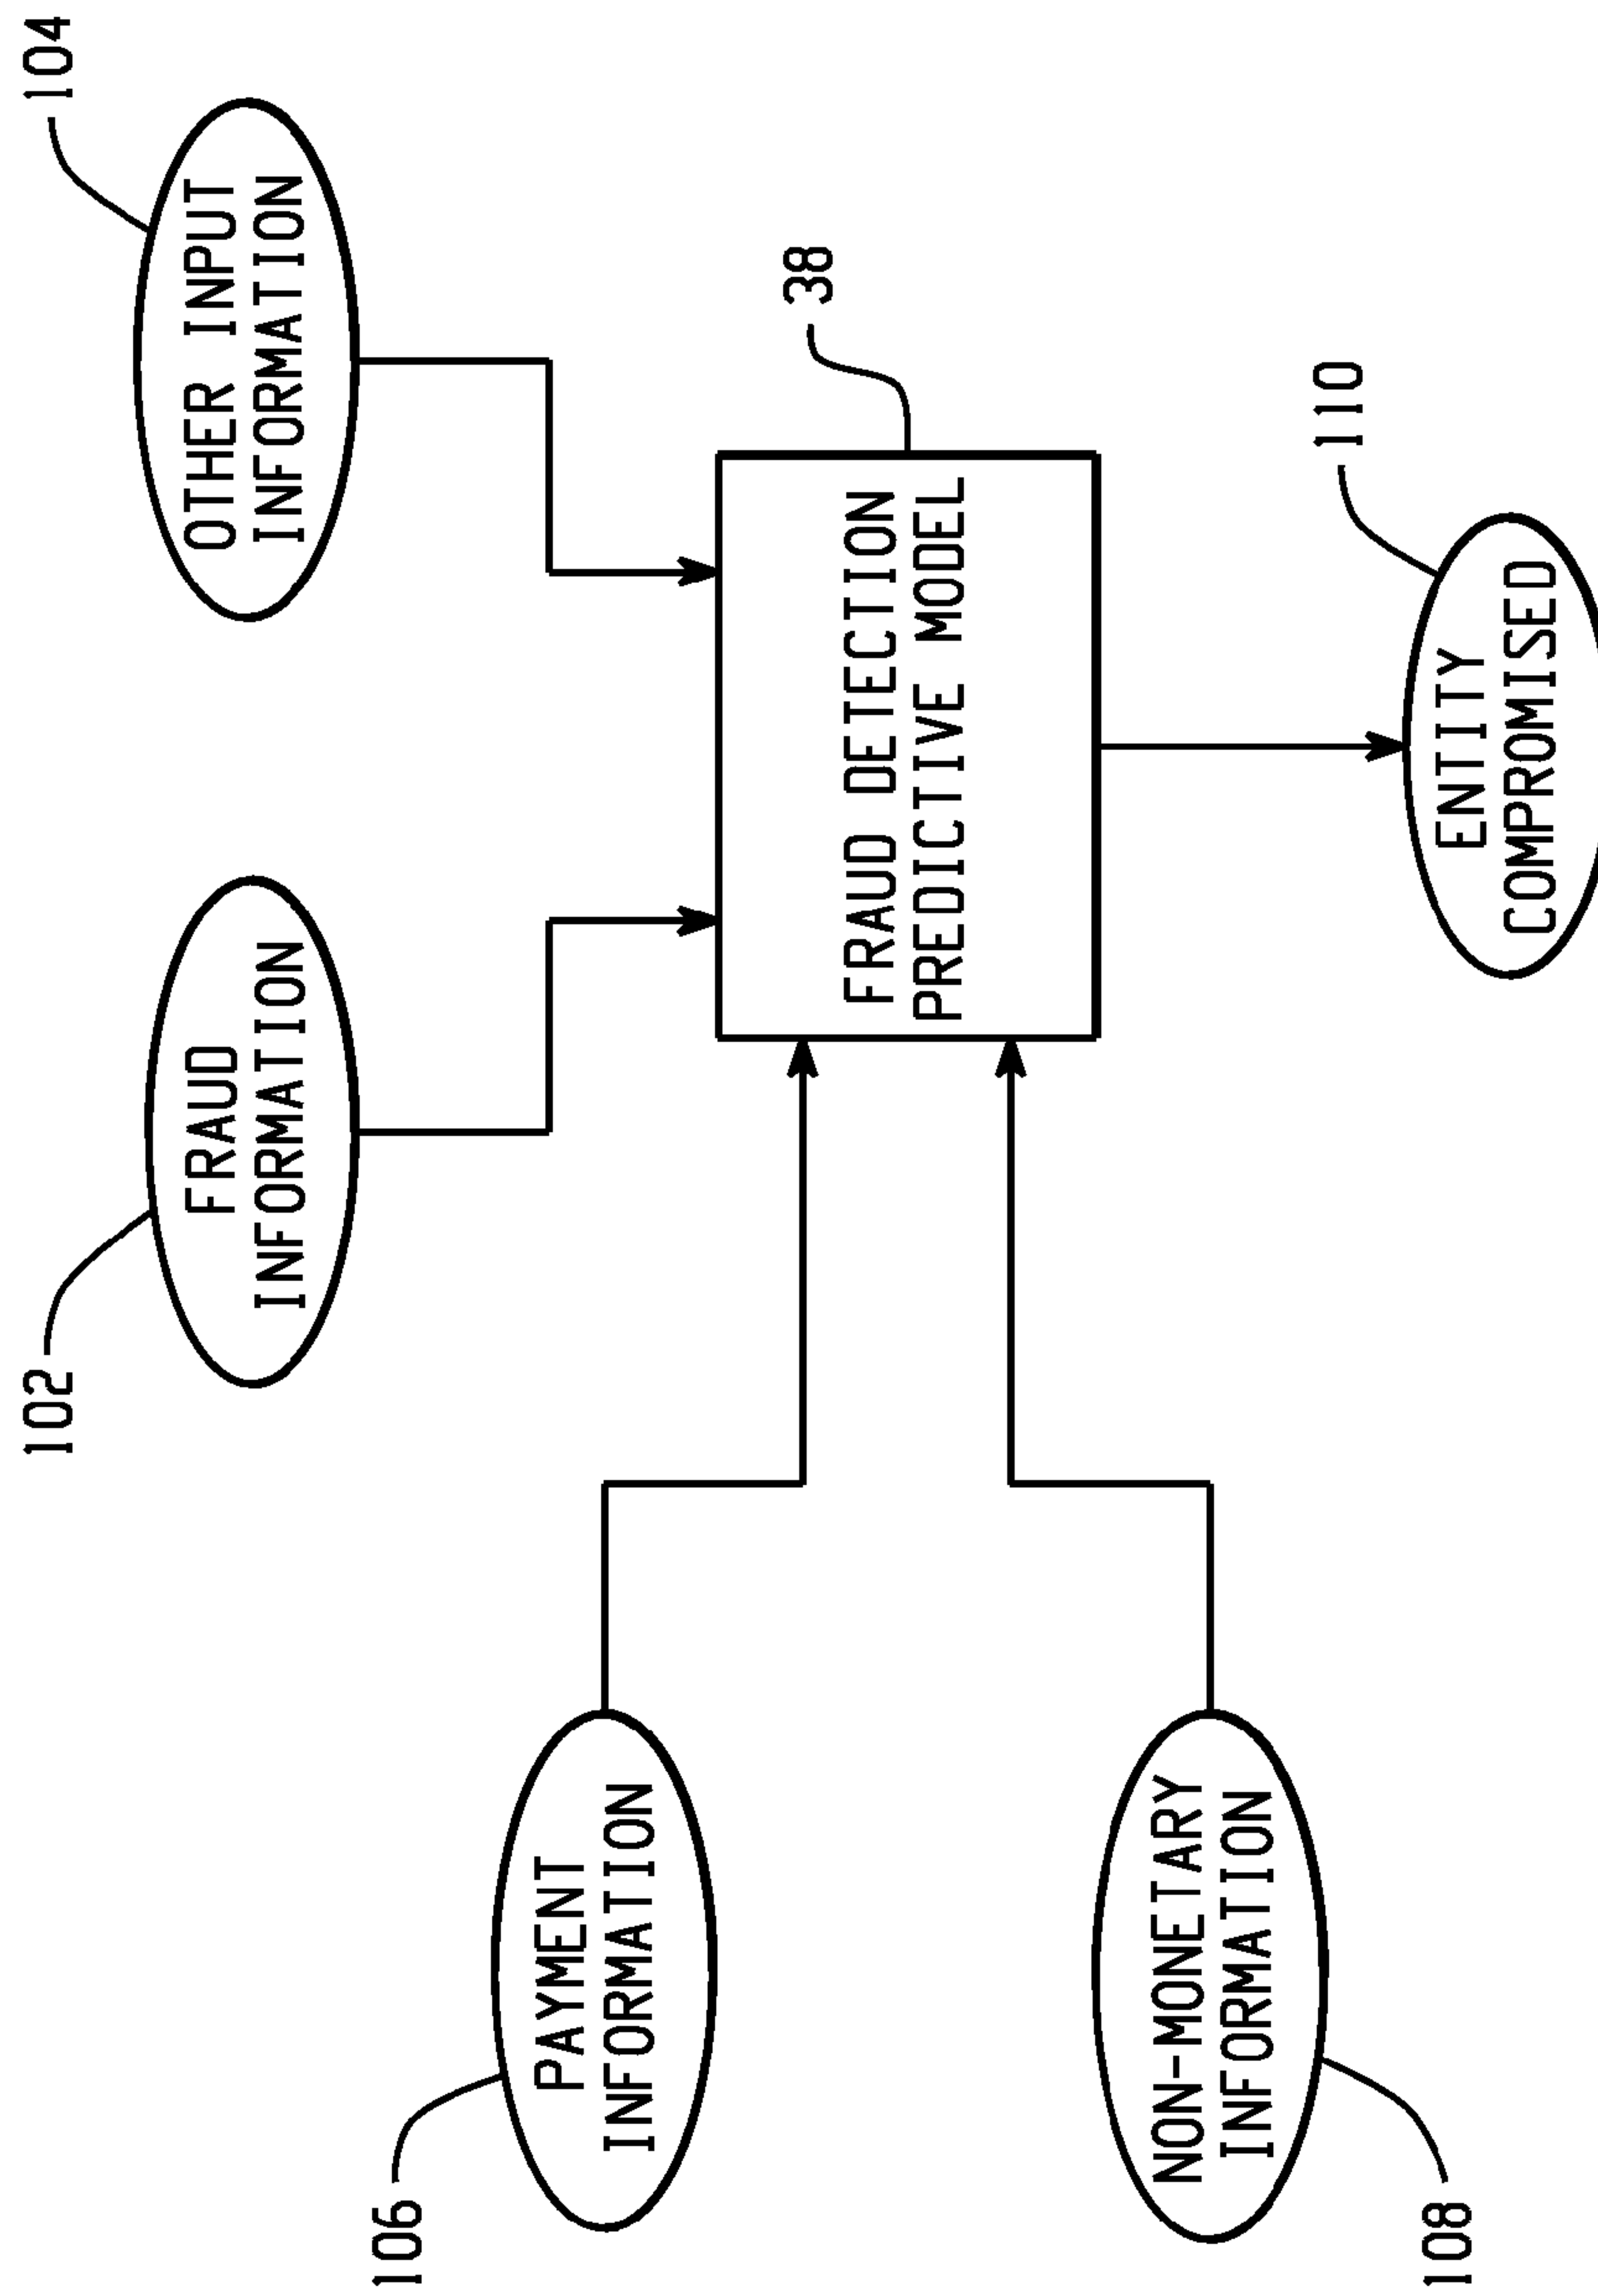 102
104
FRAUD
INFORMATION
OTHER INPUT
INFORMATION
106
PAYMENT
INFORMATION
38
FRAUD DETECTION
PREDICTIVE MODEL
NON-MONETARY
INFORMATION
108
110
ENTITY
COMPROMISED